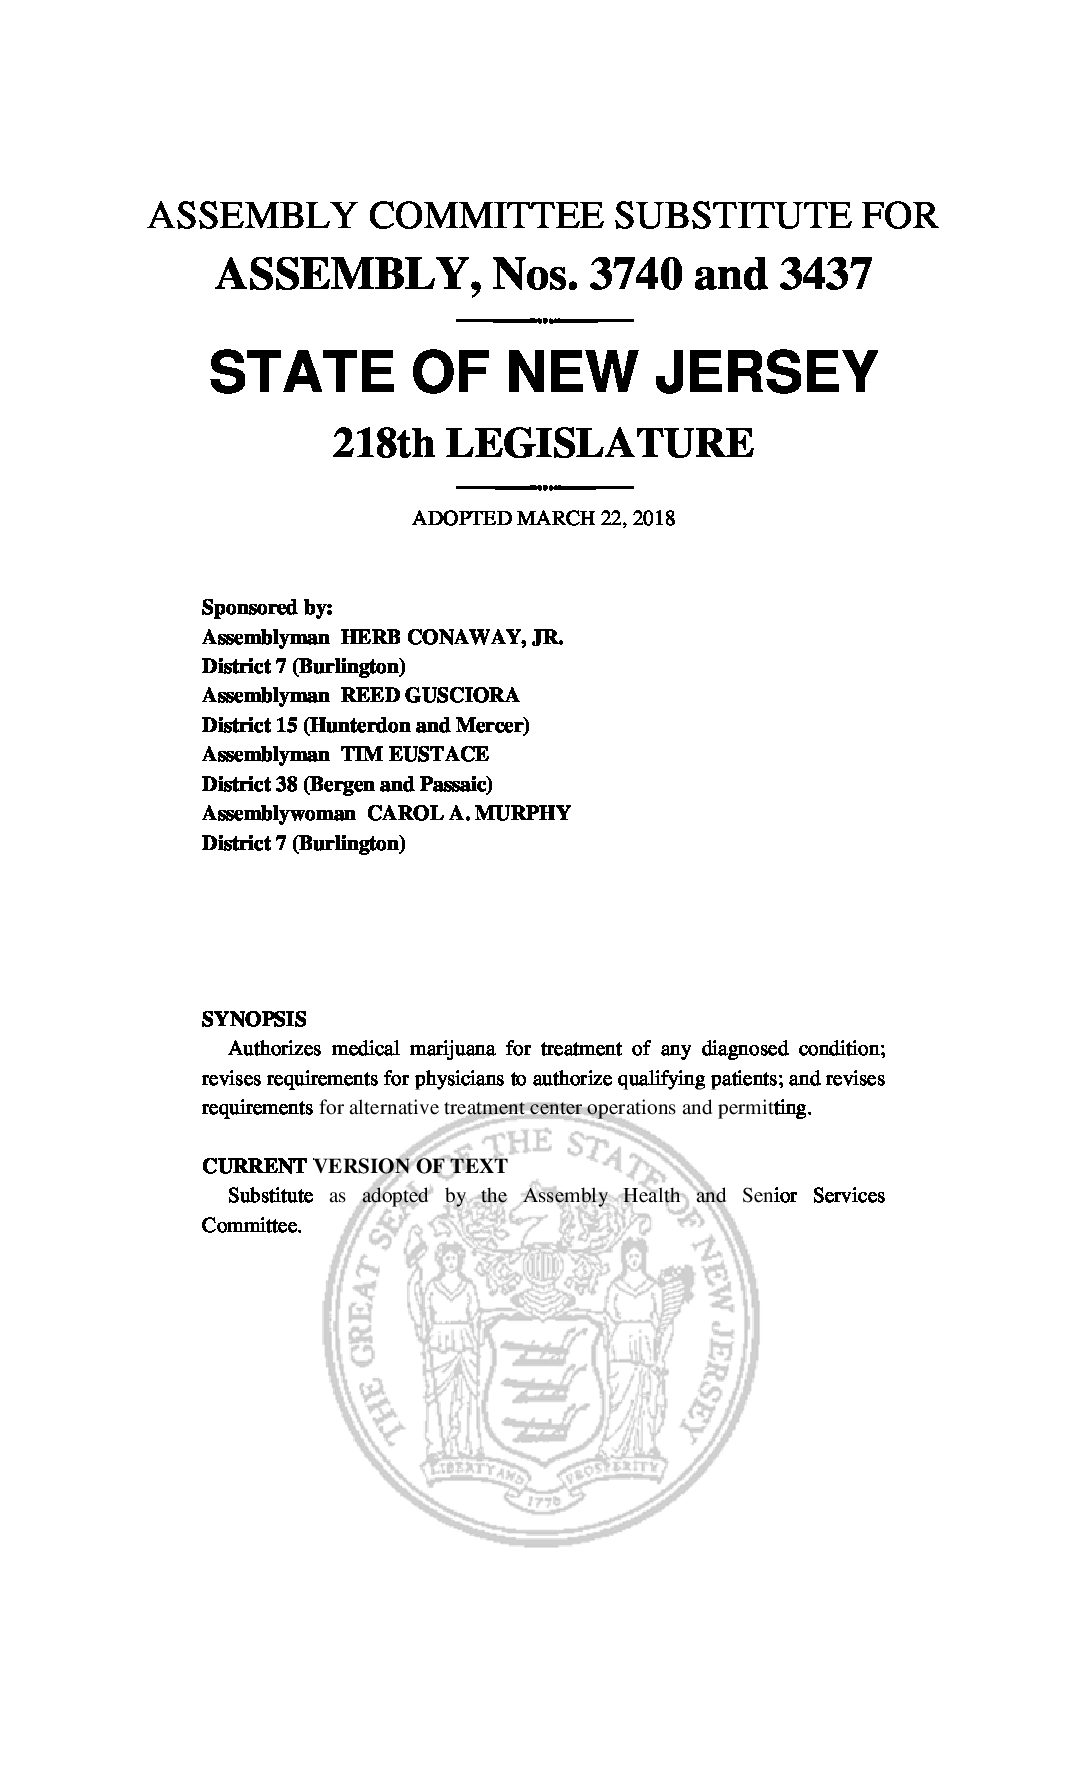 ASSEMBLY COMMITTEE SUBSTITUTE FOR
ASSEMBLY, Nos. 3740 and 3437
STATE OF NEW JERSEY
218th LEGISLATURE
ADOPTED MARCH 22, 2018
Sponsored by:
Assemblyman HERB CONAWAY, JR.
District 7 (Burlington)
Assemblyman REED GUSCIORA
District 15 (Hunterdon and Mercer)
Assemblyman TIM EUSTACE
District 38 (Bergen and Passaic)
Assemblywoman CAROL A. MURPHY
District 7 (Burlington)
SYNOPSIS
Authorizes medical marijuana for treatment of any diagnosed condition;
revises requirements for physicians to authorize qualifying patients; and revises
requirements for alternative treatment center operations and permitting.
CURRENT VERSION OF TEXT
Substitute as adopted by the Assembly Health and Senior Services
Committee.
THE GREAT SEAL OF THE STATE OF NEW JERSEY
LIBERTY AND PROSPERITY
1776